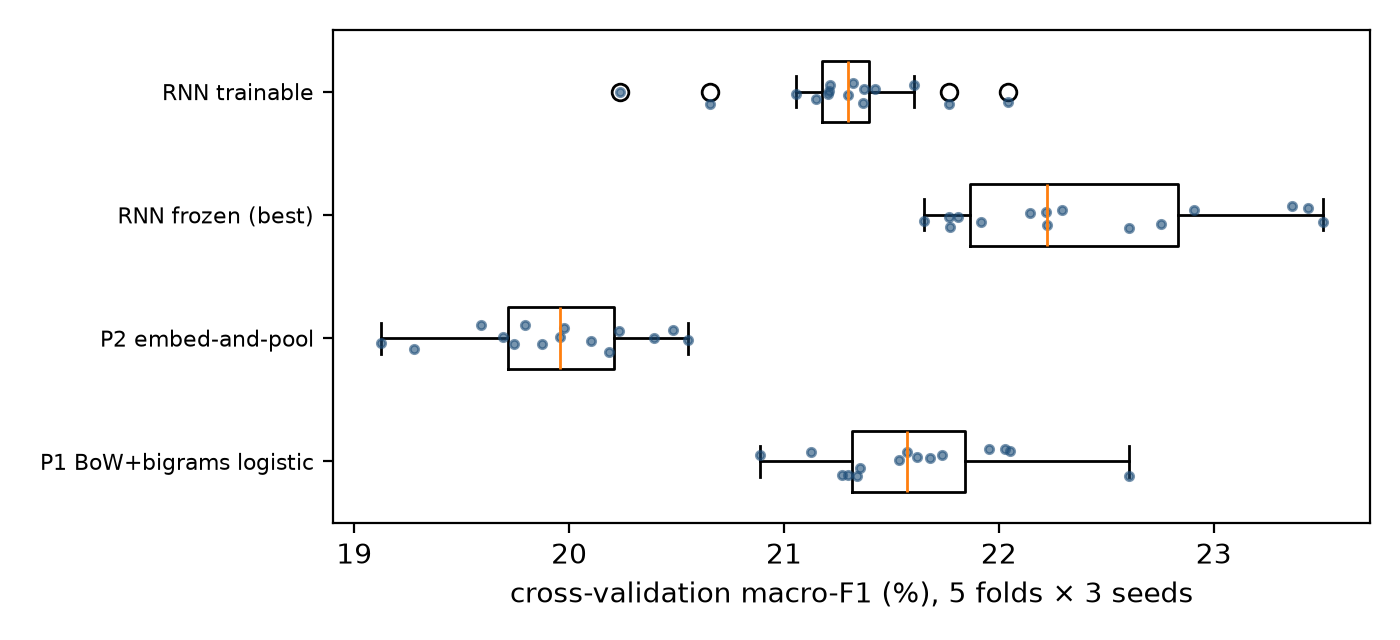 RNN trainable
RNN frozen (best)
P2 embed-and-pool
P1 BoW+bigrams logistic
19 20 21 22 23
cross-validation macro-F1 (%), 5 folds × 3 seeds